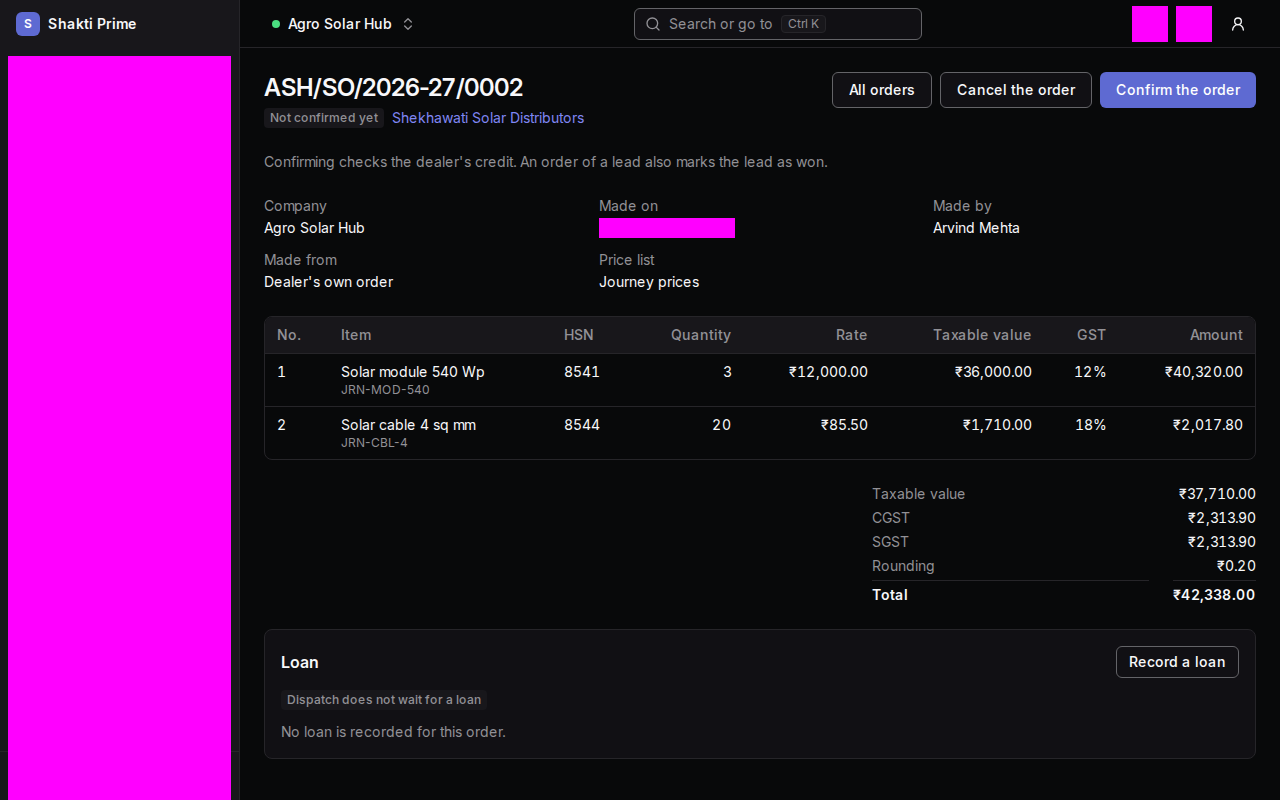 S Shakti Prime
Agro Solar Hub
Search or go to Ctrl K
ASH/SO/2026-27/0002
All orders
Cancel the order
Confirm the order
Not confirmed yet Shekhawati Solar Distributors
Confirming checks the dealer's credit. An order of a lead also marks the lead as won.
Company Made on Made by
Agro Solar Hub Arvind Mehta
Made from Price list
Dealer's own order Journey prices
No. Item HSN Quantity Rate Taxable value GST Amount
1 Solar module 540 Wp 8541 3 ₹12,000.00 ₹36,000.00 12% ₹40,320.00
JRN-MOD-540
2 Solar cable 4 sq mm 8544 20 ₹85.50 ₹1,710.00 18% ₹2,017.80
JRN-CBL-4
Taxable value ₹37,710.00
CGST ₹2,313.90
SGST ₹2,313.90
Rounding ₹0.20
Total ₹42,338.00
Loan
Record a loan
Dispatch does not wait for a loan
No loan is recorded for this order.